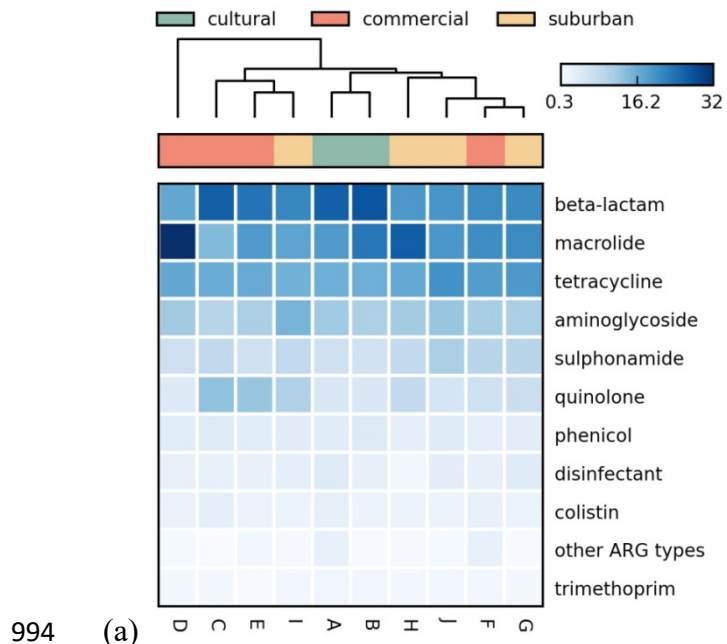 cultural commercial suburban
0.3 16.2 32
beta-lactam
macrolide
tetracycline
aminoglycoside
sulphonamide
quinolone
phenicol
disinfectant
colistin
other ARG types
trimethoprim
994 (a) D C E I A B H J F G